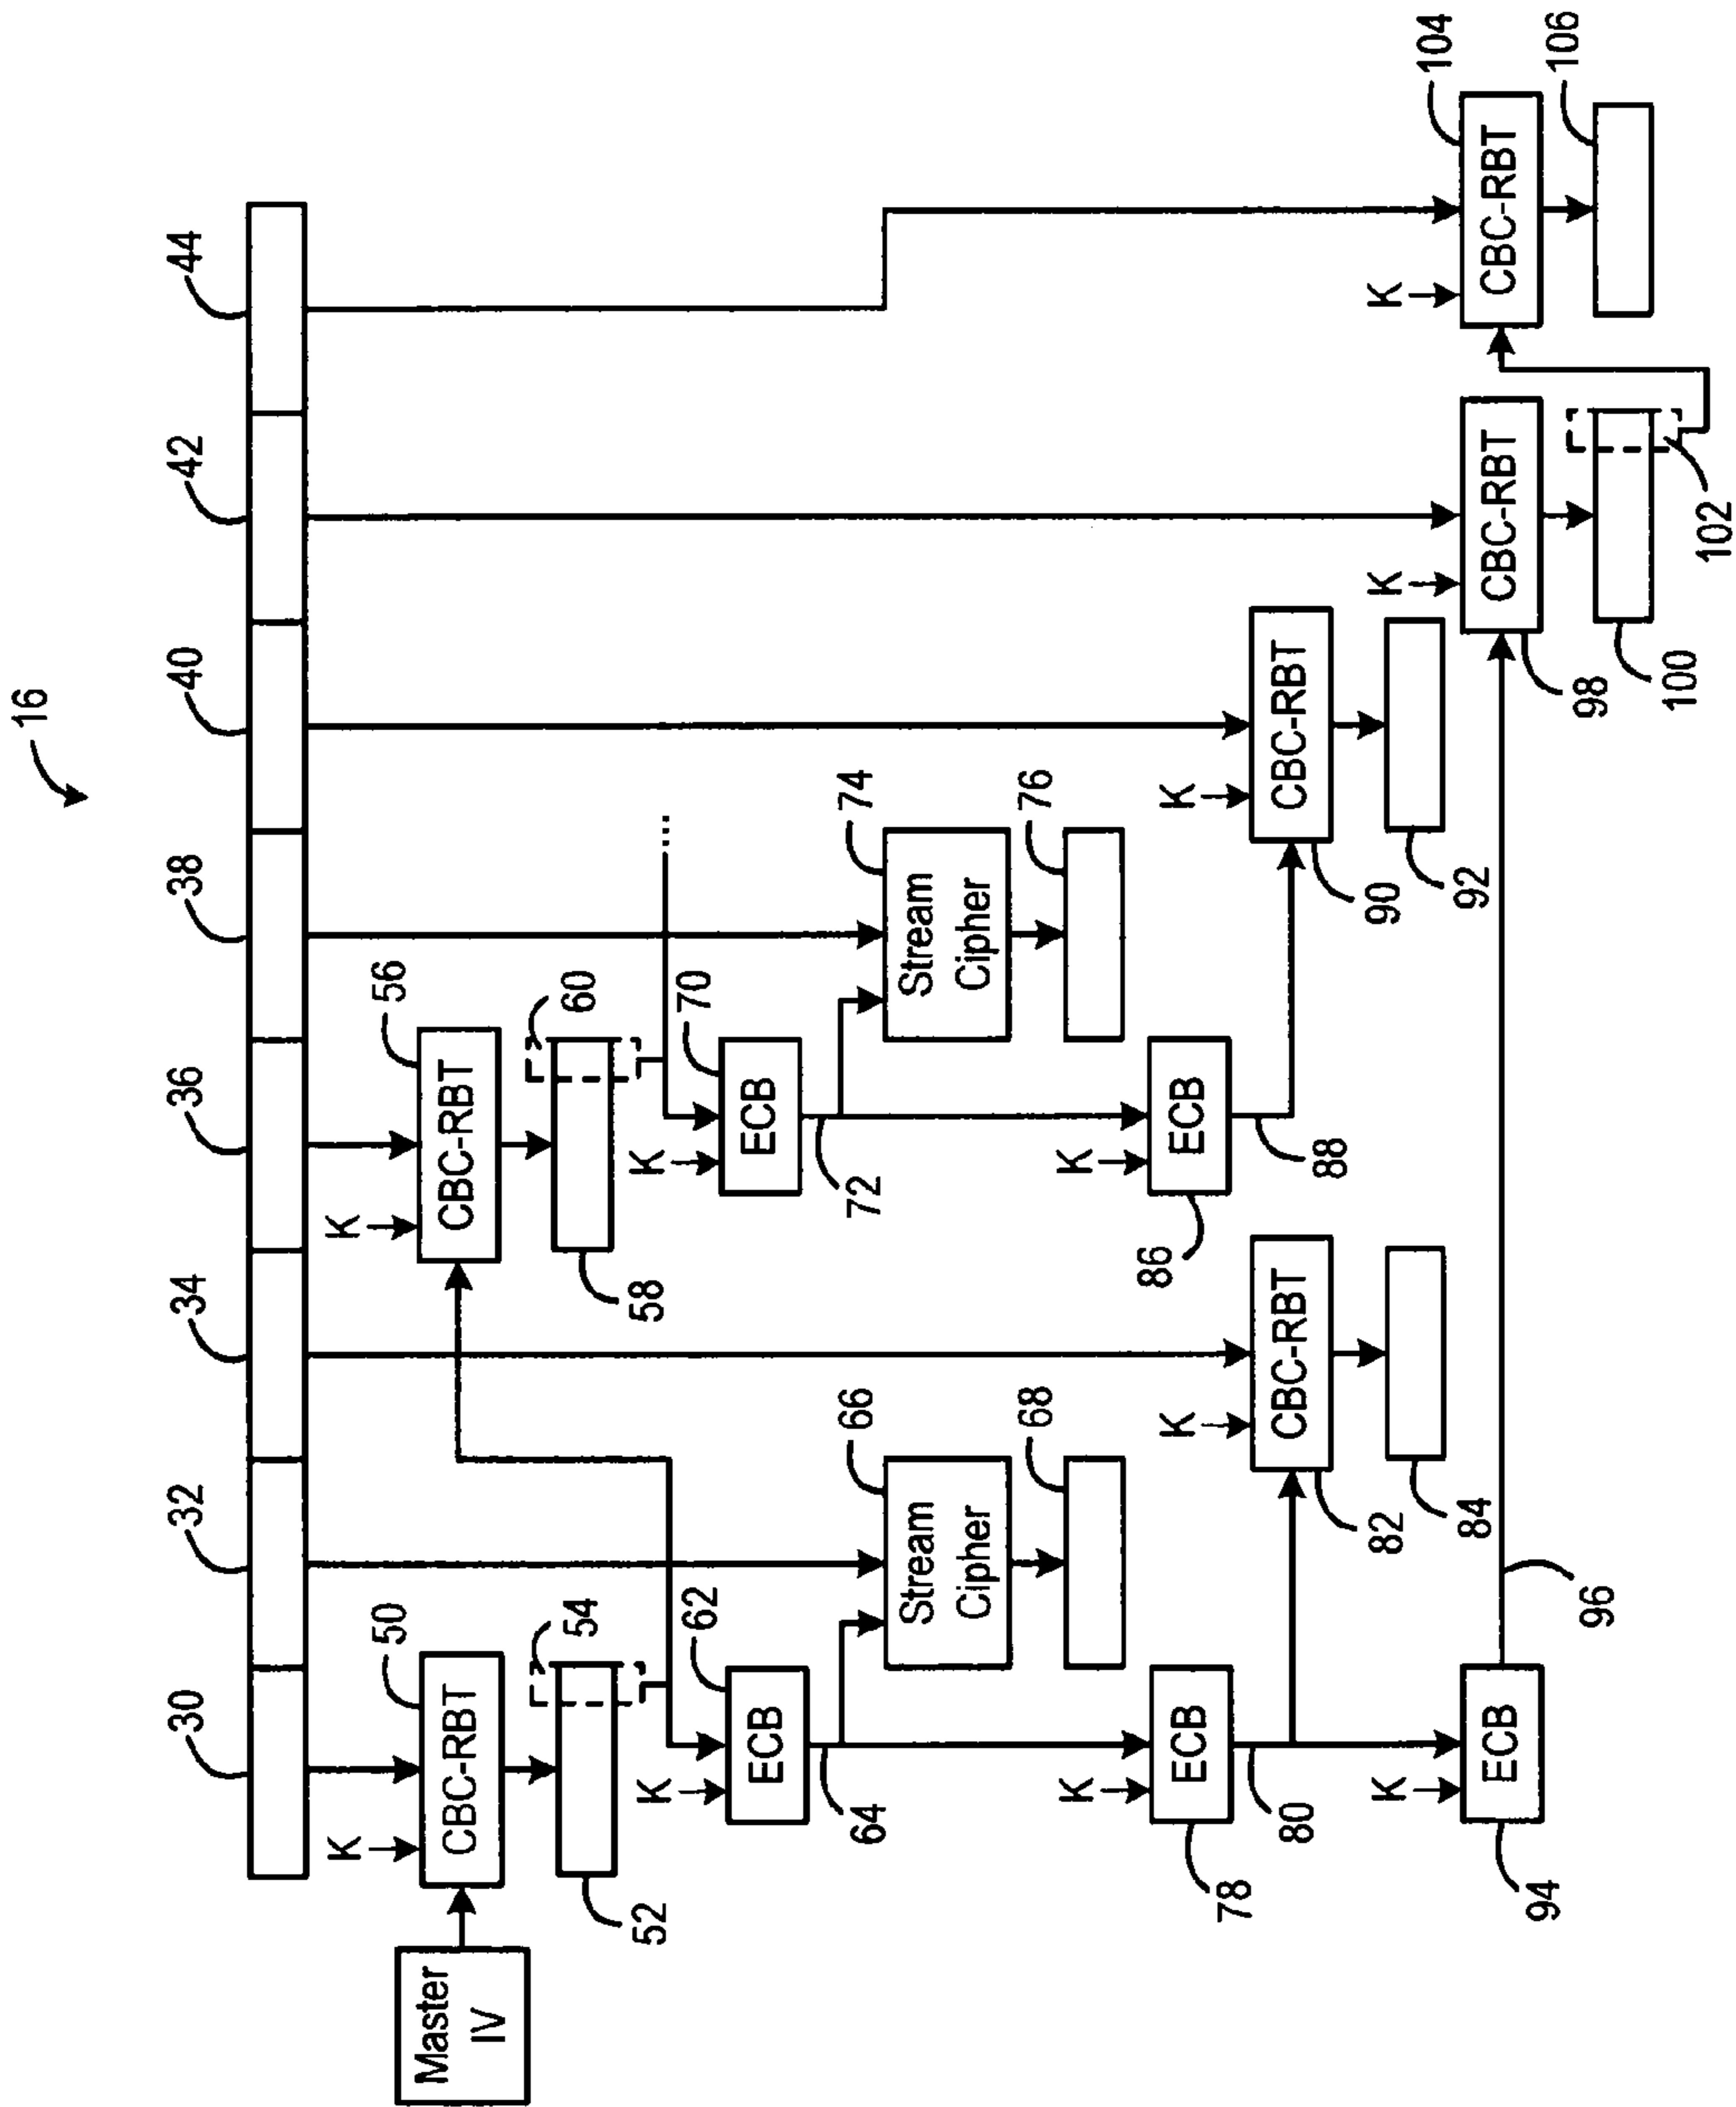 16
30
32
34
36
38
40
42
44
Master
IV
K
CBC-RBT
50
52
54
K
CBC-RBT
56
58
60
...
K
ECB
62
64
Stream
Cipher
66
68
K
ECB
70
72
Stream
Cipher
74
76
K
ECB
78
80
K
CBC-RBT
82
84
K
ECB
86
88
K
CBC-RBT
90
92
K
ECB
94
96
K
CBC-RBT
98
100
102
K
CBC-RBT
104
106